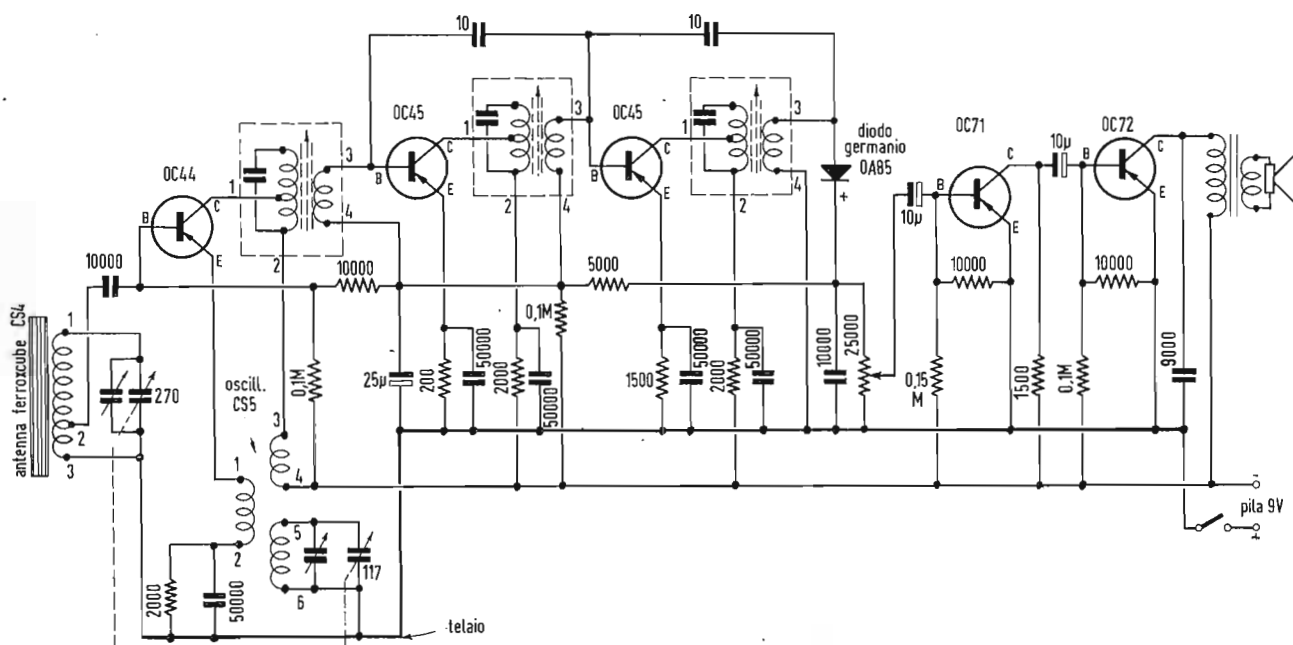 10
10
OC45
OC45
OC44
OC71
OC72
diodo
germanio
OA85
+
10µ
10µ
1
2
3
4
B
C
E
1
2
3
4
B
C
E
1
2
3
4
B
C
E
B
C
E
B
C
E
10000
10000
5000
10000
10000
antenna ferroxcube CS4
1
2
3
270
oscill.
CS5
0,1M
25µ
200
50000
2000
50000
0,1M
1500
50000
2000
50000
10000
25000
0,15
M
1500
0,1M
9000
1
2
3
4
5
6
117
2000
50000
telaio
-
pila 9V
+